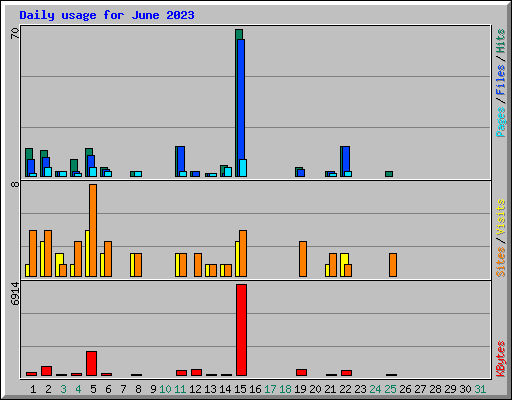 Daily usage for June 2023
70
8
6914
Pages / Files / Hits
Sites / Visits
KBytes
1 2 3 4 5 6 7 8 9 10 11 12 13 14 15 16 17 18 19 20 21 22 23 24 25 26 27 28 29 30 31